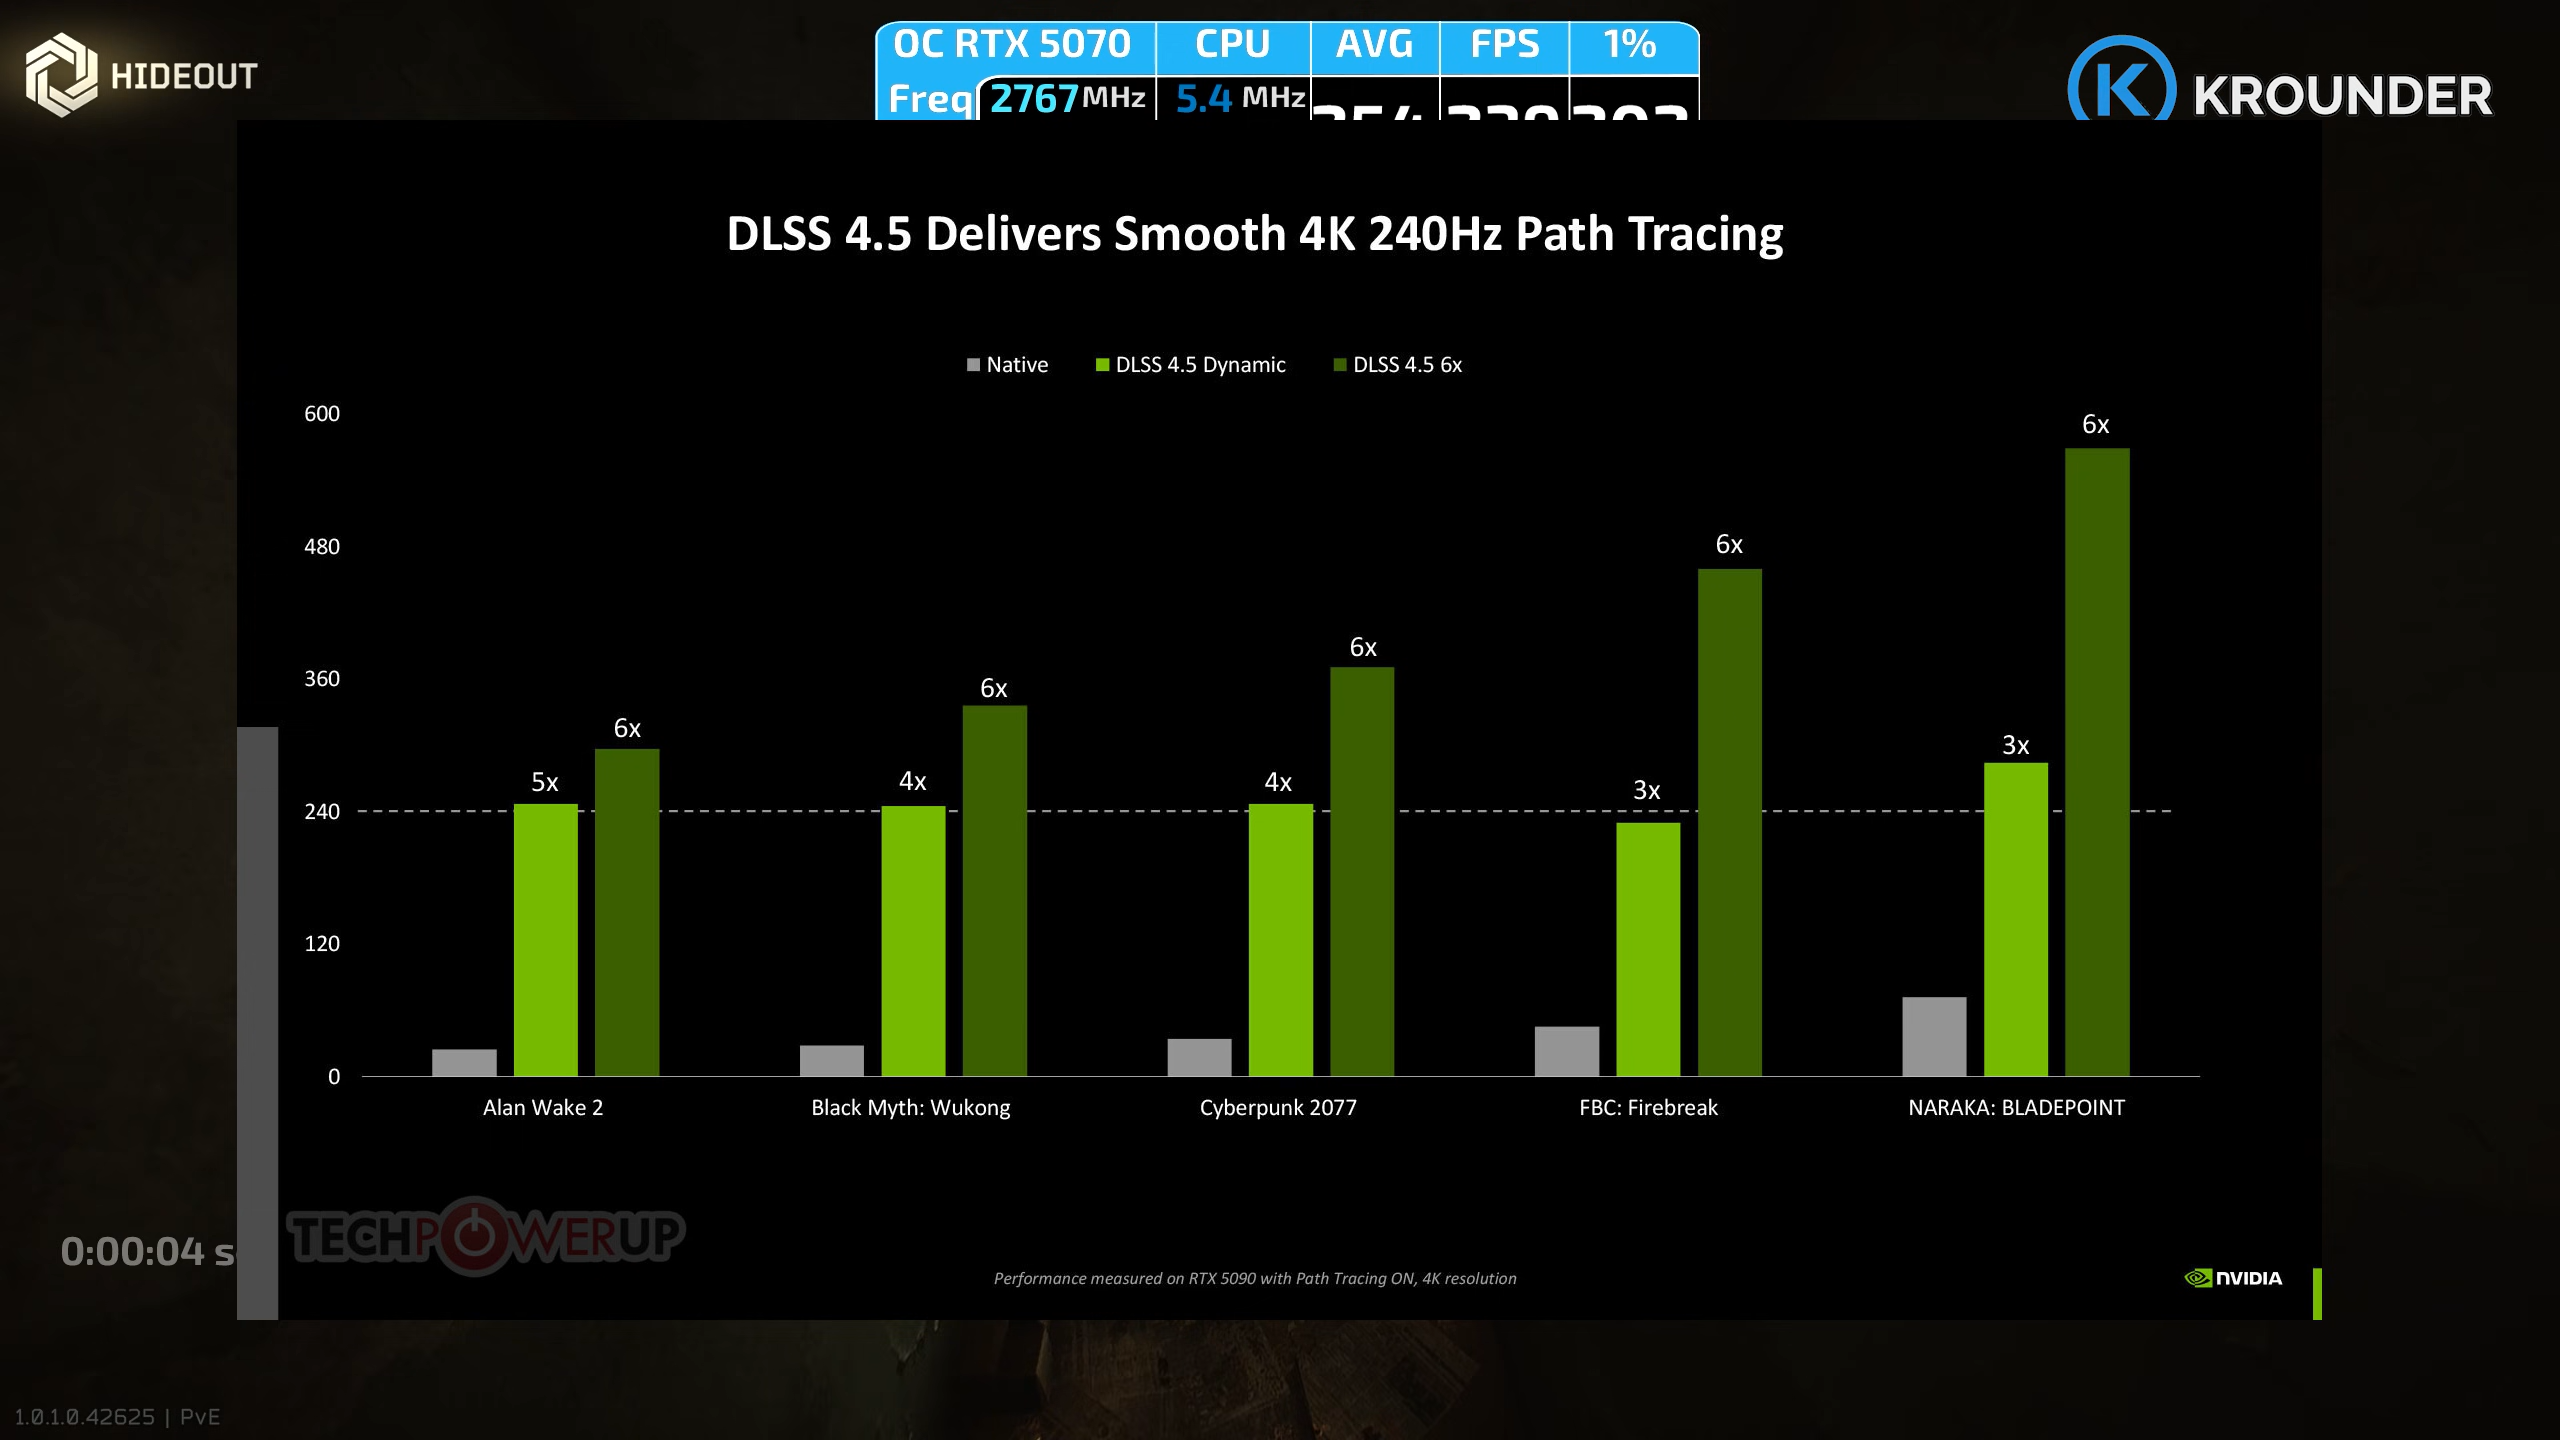 HIDEOUT
OC RTX 5070 CPU AVG FPS 1%
Freq 2767 MHz 5.4 MHz
K KROUNDER
DLSS 4.5 Delivers Smooth 4K 240Hz Path Tracing
Native DLSS 4.5 Dynamic DLSS 4.5 6x
600
480
360
240
120
0
5x 6x
4x 6x
4x 6x
3x 6x
3x 6x
Alan Wake 2 Black Myth: Wukong Cyberpunk 2077 FBC: Firebreak NARAKA: BLADEPOINT
0:00:04 s
TECHPOWERUP
Performance measured on RTX 5090 with Path Tracing ON, 4K resolution
NVIDIA
1.0.1.0.42625 | PvE